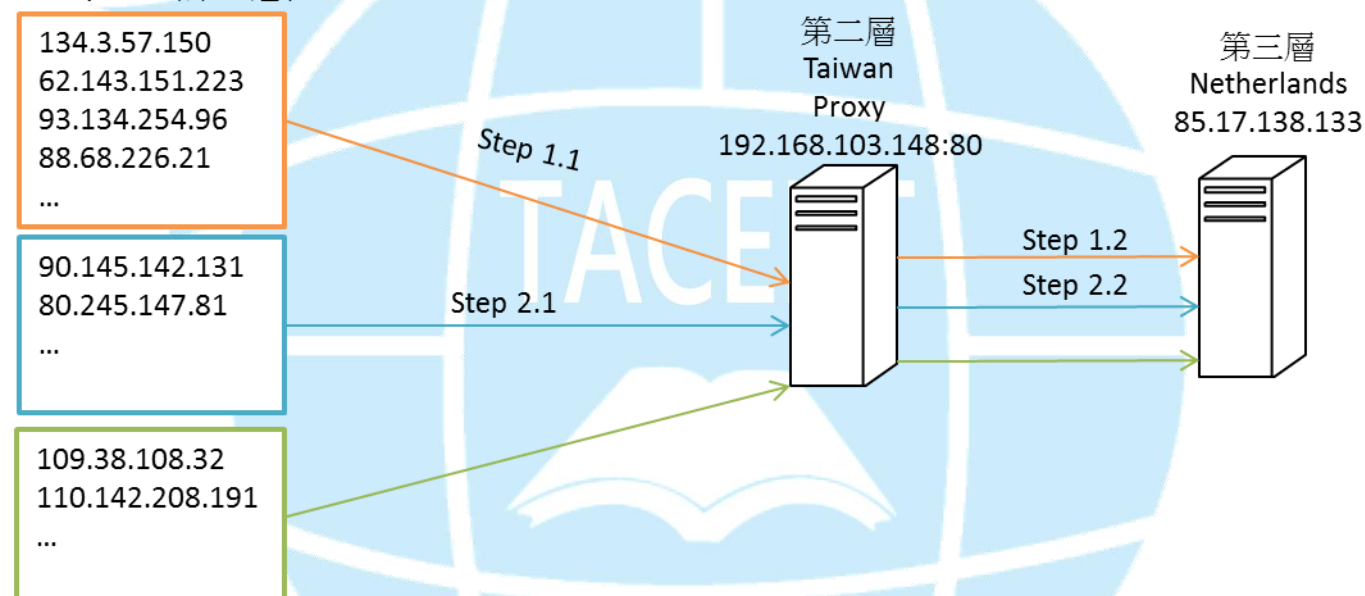 134.3.57.150
62.143.151.223
93.134.254.96
88.68.226.21
...
90.145.142.131
80.245.147.81
...
109.38.108.32
110.142.208.191
...
Step 1.1
Step 2.1
第二層
Taiwan
Proxy
192.168.103.148:80
Step 1.2
Step 2.2
第三層
Netherlands
85.17.138.133